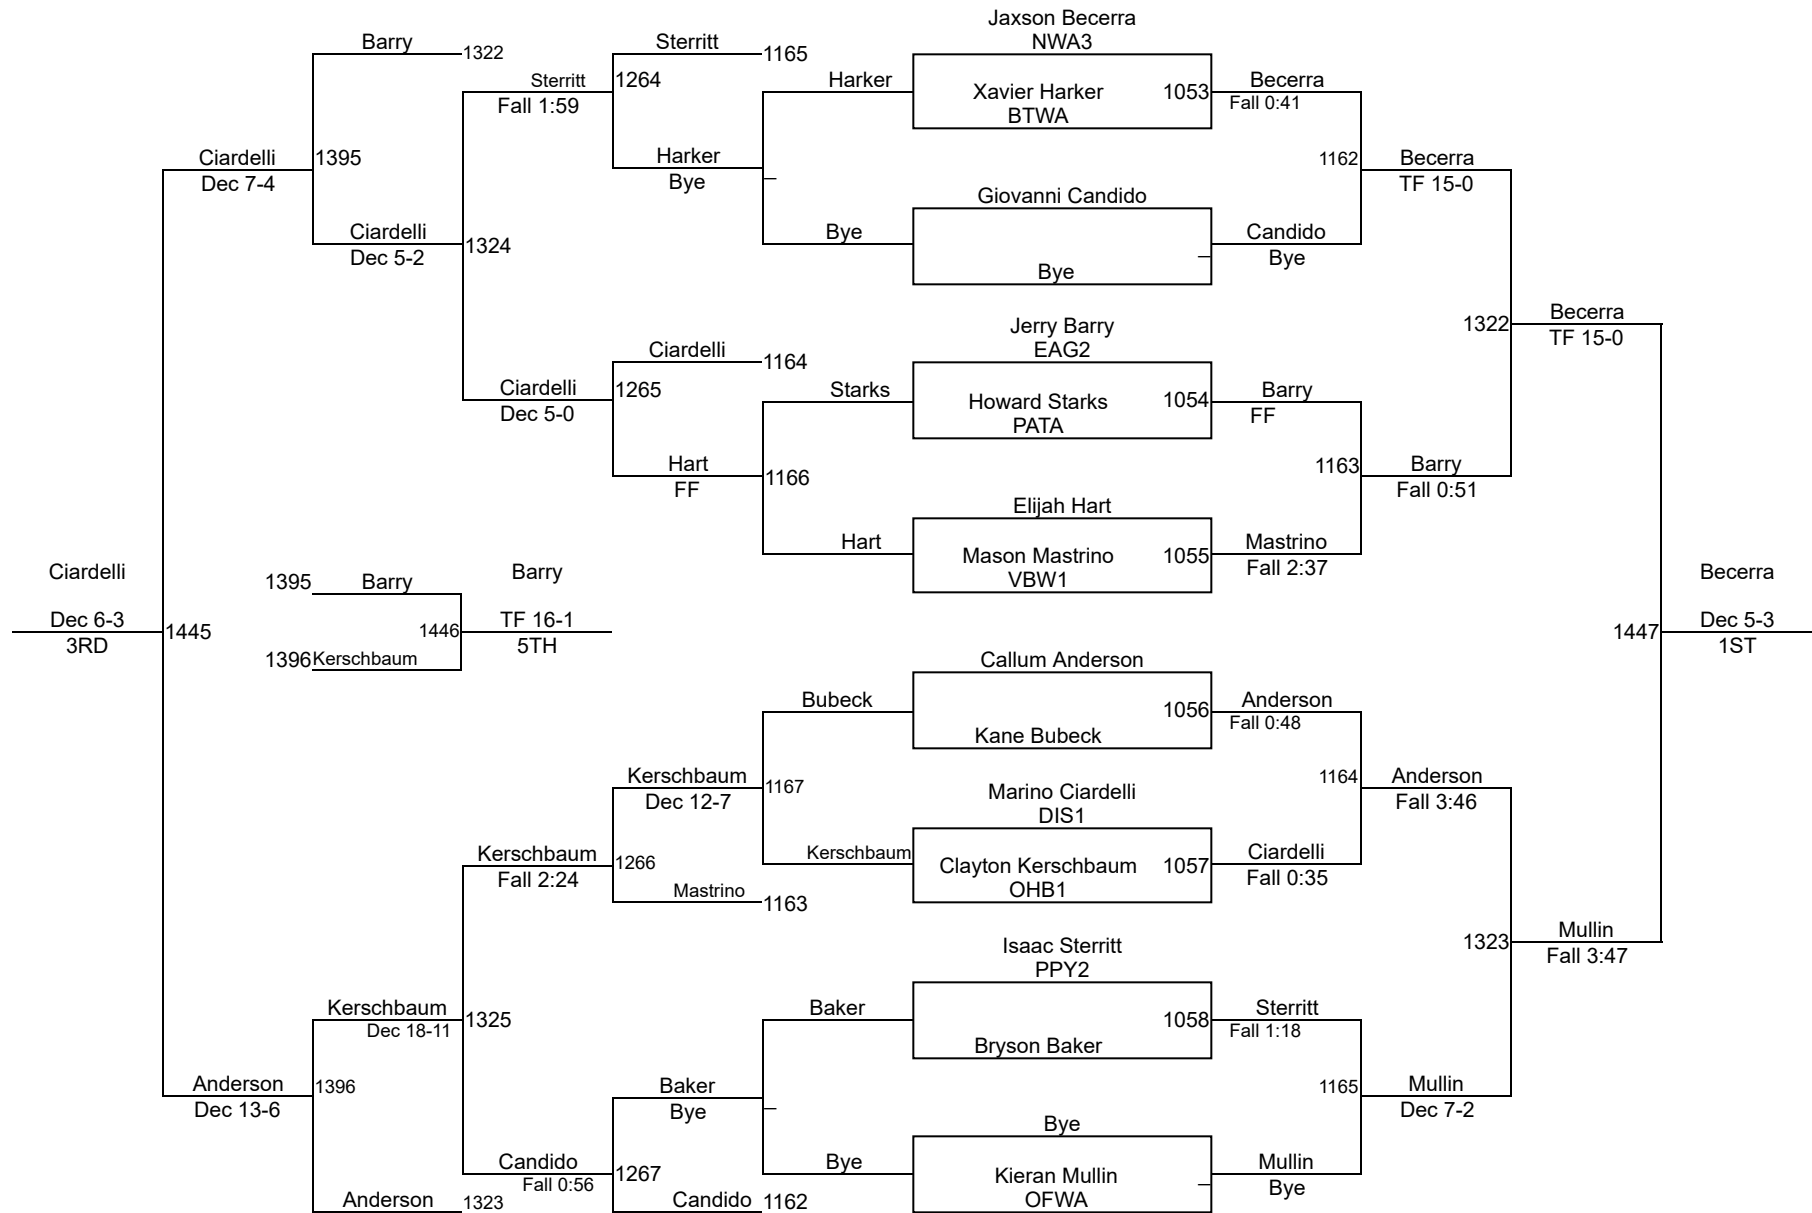 Jaxson Becerra
NWA3
Barry
1322
Sterritt
1165
Sterritt
Fall 1:59
1264
Harker
Xavier Harker
BTWA
1053
Becerra
Fall 0:41
Ciardelli
Dec 7-4
1395
Harker
Bye
1162
Becerra
TF 15-0
Giovanni Candido
Ciardelli
Dec 5-2
1324
Bye
Bye
Candido
Bye
Jerry Barry
EAG2
1322
Becerra
TF 15-0
Ciardelli
1164
Ciardelli
Dec 5-0
1265
Starks
Howard Starks
PATA
1054
Barry
FF
Hart
FF
1166
1163
Barry
Fall 0:51
Elijah Hart
Hart
Mason Mastrino
VBW1
1055
Mastrino
Fall 2:37
Ciardelli
Dec 6-3
3RD
1445
1395
Barry
Barry
1446
TF 16-1
5TH
1396
Kerschbaum
1447
Becerra
Dec 5-3
1ST
Callum Anderson
Bubeck
1056
Kane Bubeck
Anderson
Fall 0:48
Kerschbaum
Dec 12-7
1167
Marino Ciardelli
DIS1
1164
Anderson
Fall 3:46
Kerschbaum
Fall 2:24
1266
Kerschbaum
Clayton Kerschbaum
OHB1
1057
Ciardelli
Fall 0:35
Mastrino
1163
Isaac Sterritt
PPY2
1323
Mullin
Fall 3:47
Kerschbaum
Dec 18-11
1325
Baker
1058
Bryson Baker
Sterritt
Fall 1:18
Anderson
Dec 13-6
1396
Baker
Bye
1165
Mullin
Dec 7-2
Bye
Candido
Fall 0:56
1267
Bye
Kieran Mullin
OFWA
Mullin
Bye
Anderson
1323
Candido
1162